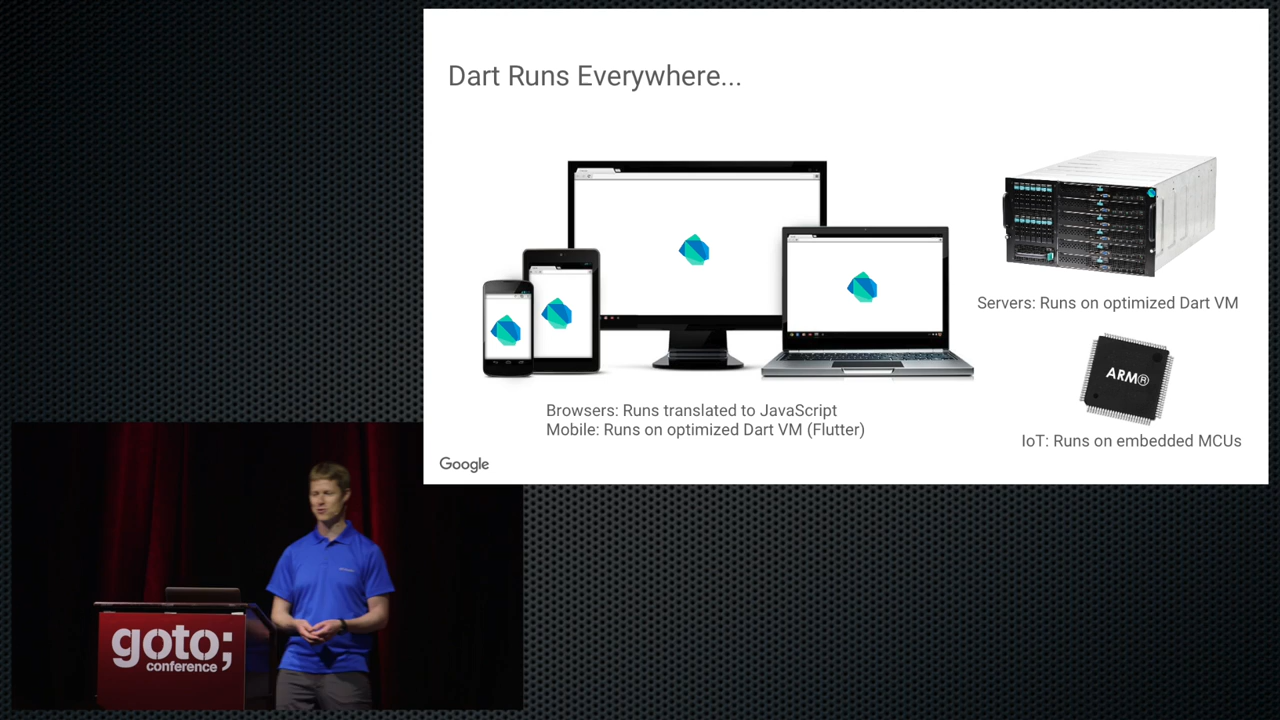 Dart Runs Everywhere...
Servers: Runs on optimized Dart VM
ARM®
Browsers: Runs translated to JavaScript
Mobile: Runs on optimized Dart VM (Flutter)
IoT: Runs on embedded MCUs
Google
goto;
conference